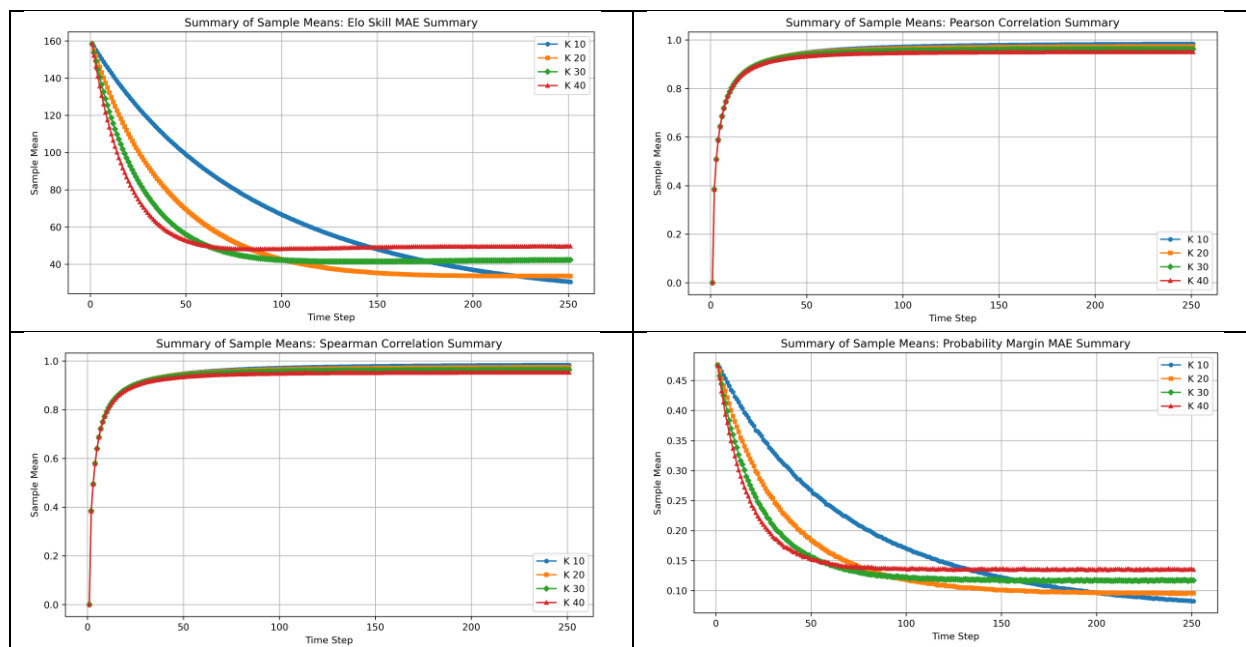 Summary of Sample Means: Elo Skill MAE Summary
160
140
120
100
80
60
40
Sample Mean
0
50
100
150
200
250
Time Step
K 10
K 20
K 30
K 40
Summary of Sample Means: Pearson Correlation Summary
1.0
0.8
0.6
0.4
0.2
0.0
Sample Mean
0
50
100
150
200
250
Time Step
K 10
K 20
K 30
K 40
Summary of Sample Means: Spearman Correlation Summary
1.0
0.8
0.6
0.4
0.2
0.0
Sample Mean
0
50
100
150
200
250
Time Step
K 10
K 20
K 30
K 40
Summary of Sample Means: Probability Margin MAE Summary
0.45
0.40
0.35
0.30
0.25
0.20
0.15
0.10
Sample Mean
0
50
100
150
200
250
Time Step
K 10
K 20
K 30
K 40